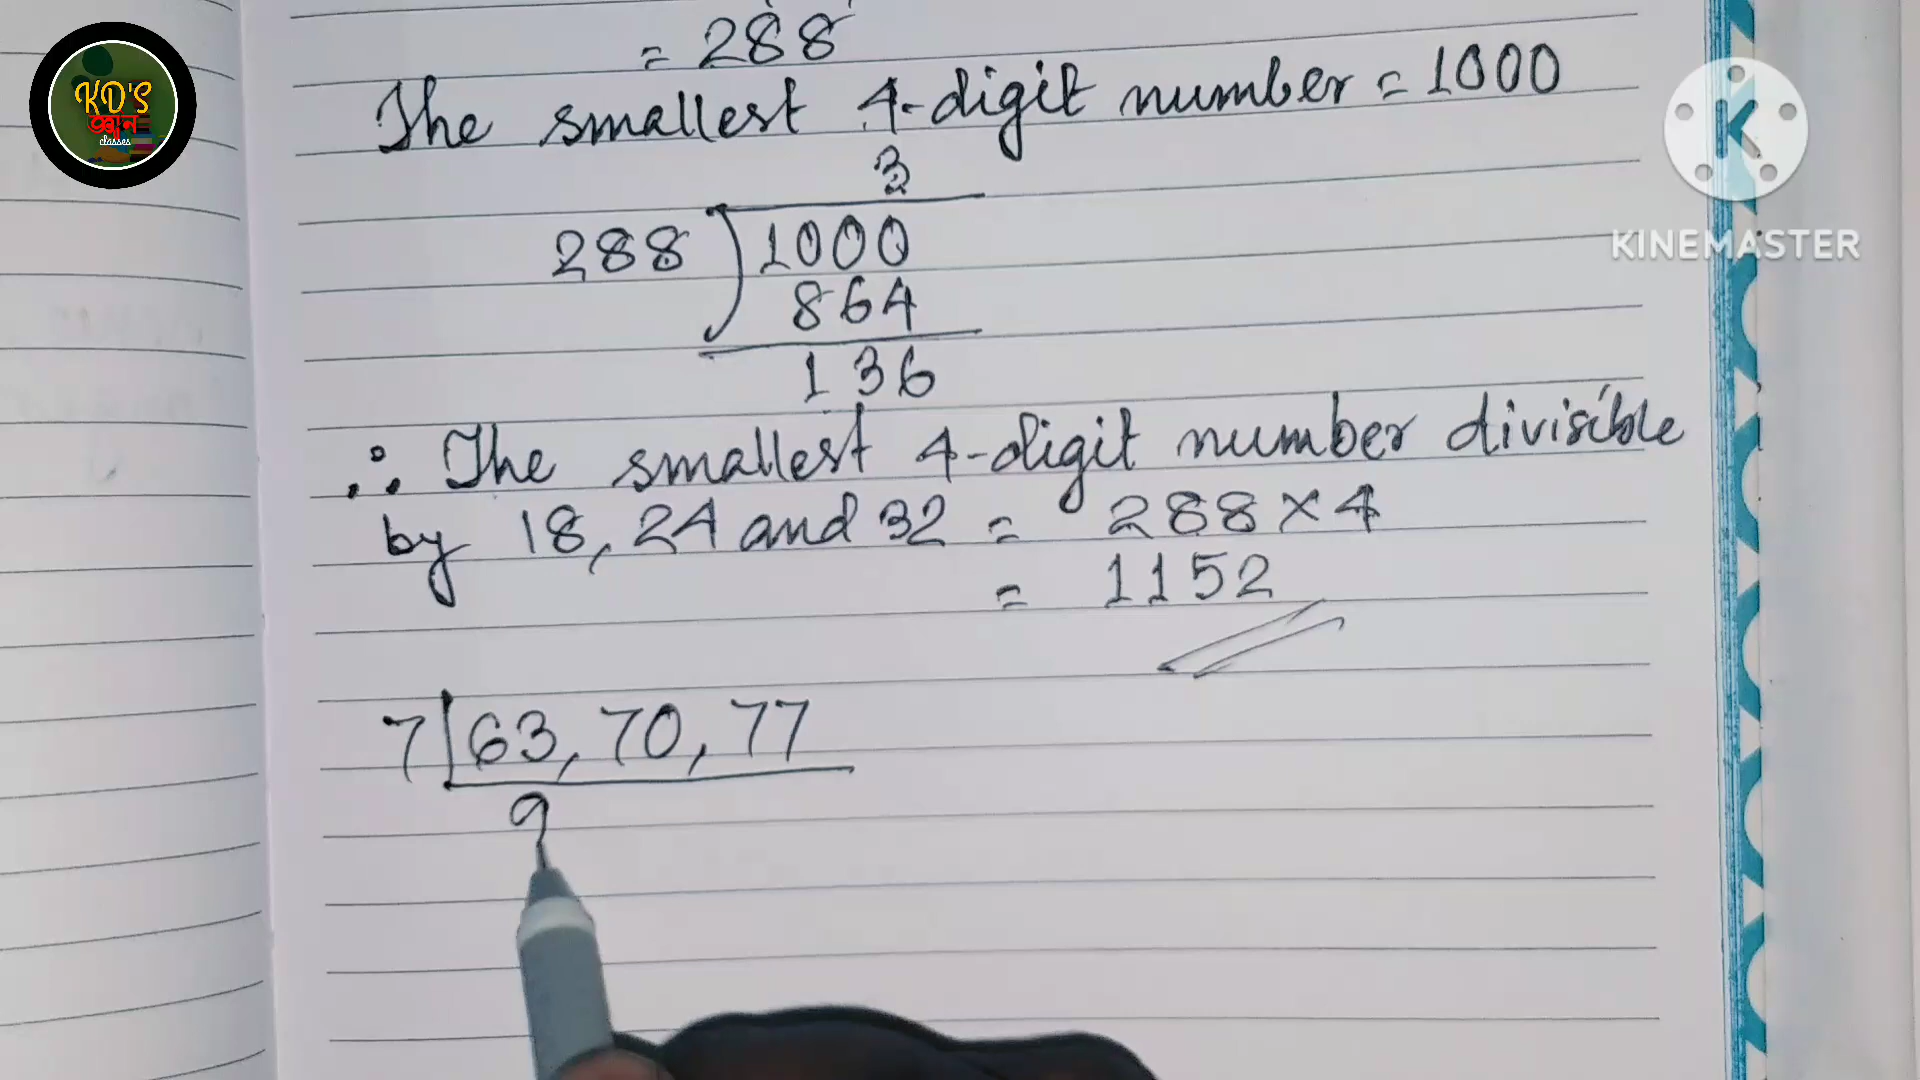 KD'S
জ্ঞান
classes
= 288
The smallest 4-digit number = 1000
3
288 ) 1000
864
136
∴ The smallest 4-digit number divisible
by 18, 24 and 32 = 288 × 4
= 1152
7 | 63, 70, 77
9
K
KINEMASTER